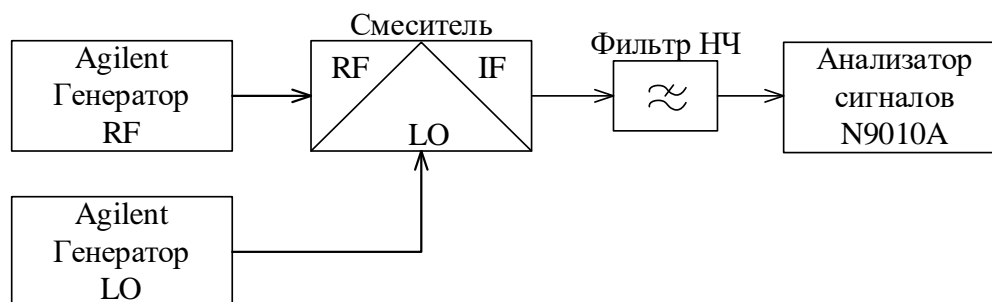 Смеситель
Agilent
Генератор
RF
RF
IF
LO
Фильтр НЧ
Анализатор
сигналов
N9010A
Agilent
Генератор
LO